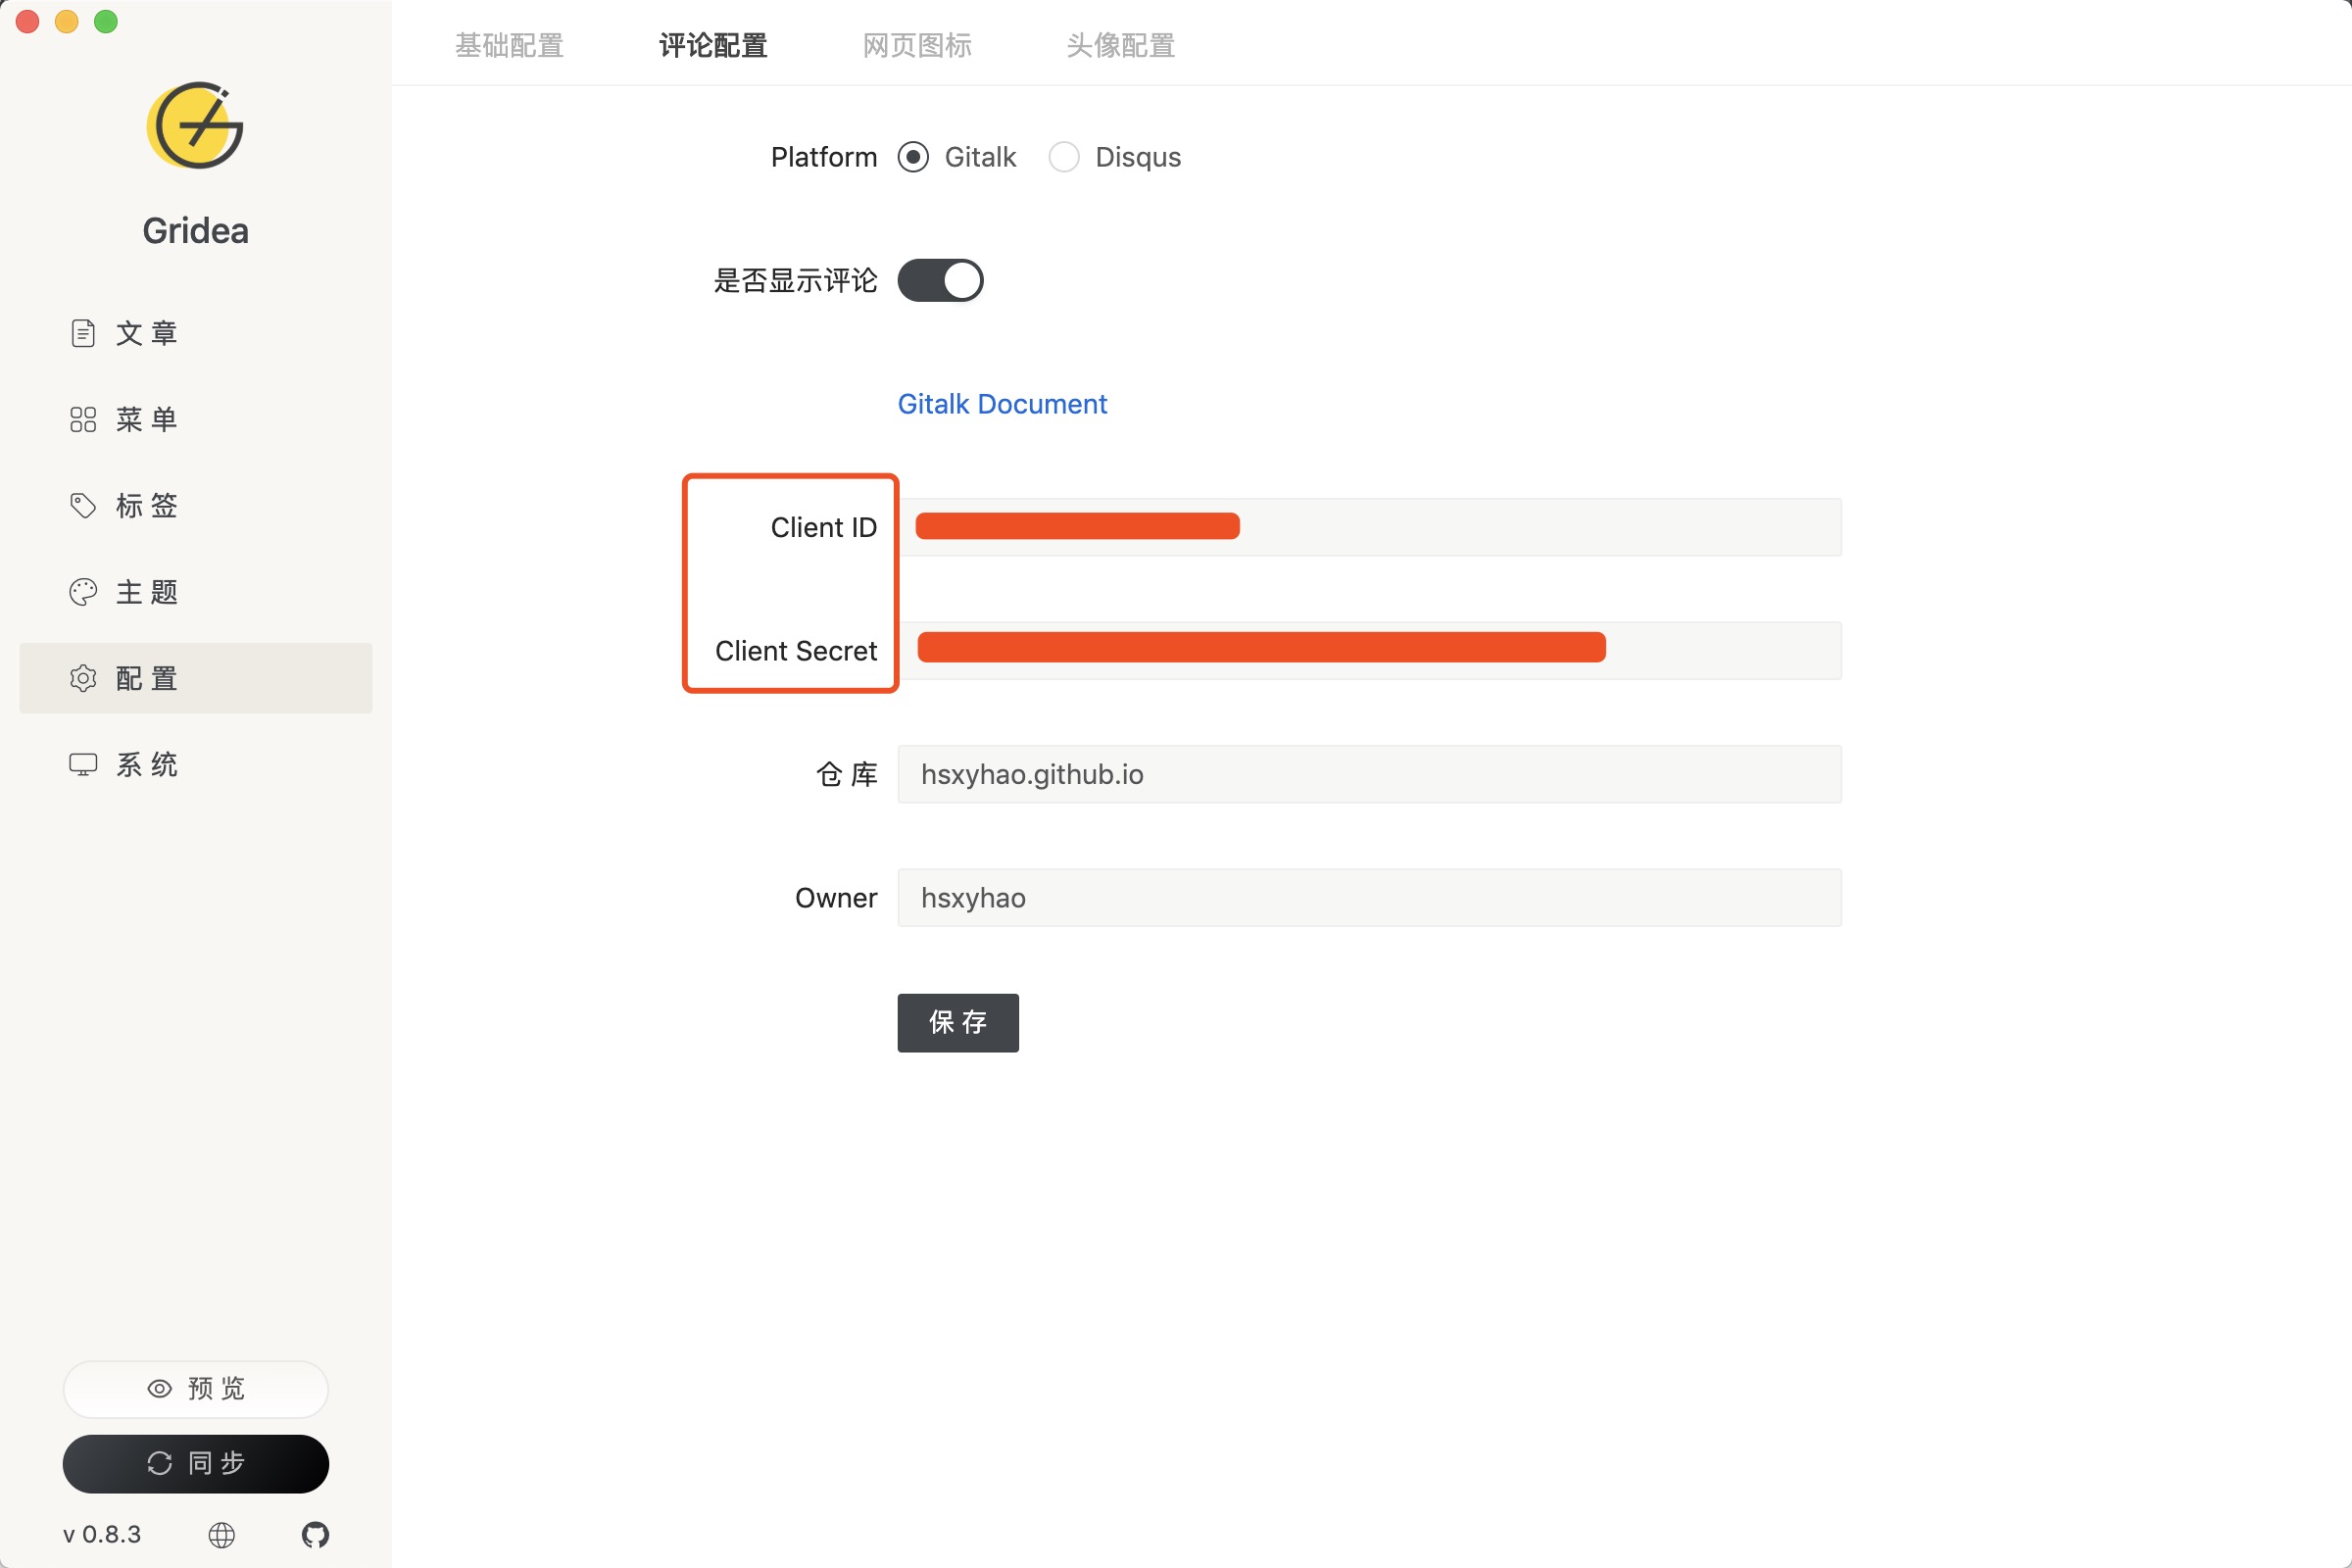 基础配置 评论配置 网页图标 头像配置
Gridea
文章
菜单
标签
主题
配置
系统
预览
同步
v 0.8.3
Platform Gitalk Disqus
是否显示评论
Gitalk Document
Client ID
Client Secret
仓库 hsxyhao.github.io
Owner hsxyhao
保存